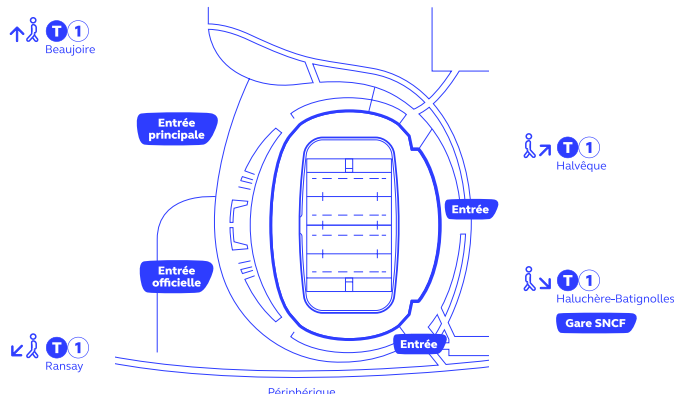 T 1
Beaujoire
Entrée
principale
T 1
Halvêque
Entrée
Entrée
officielle
T 1
Haluchère-Batignolles
Gare SNCF
T 1
Ransay
Entrée
Périphérique